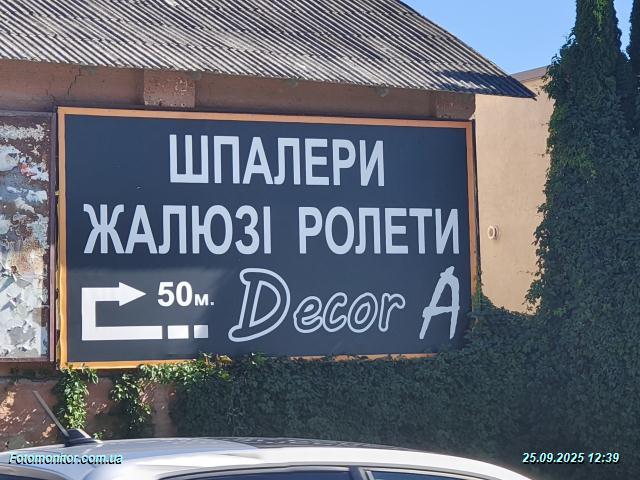 ШПАЛЕРИ
ЖАЛЮЗІ РОЛЕТИ
50м. Decor A
Fotomonitor.com.ua 25.09.2025 12:39